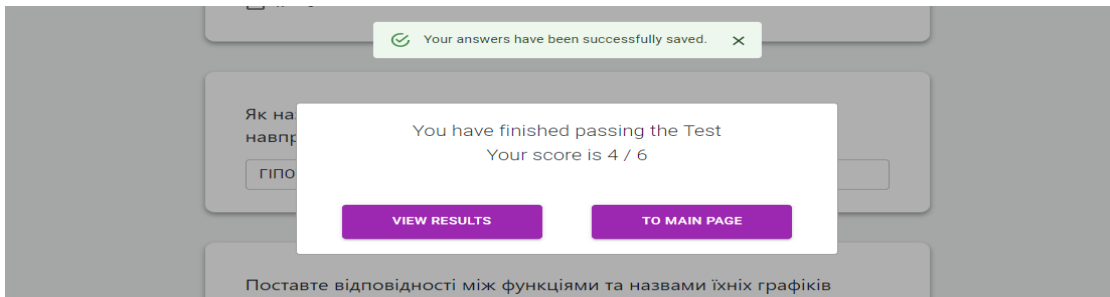 Your answers have been successfully saved.
Як на
навпр
ГІПО
You have finished passing the Test
Your score is 4 / 6
VIEW RESULTS
TO MAIN PAGE
Поставте відповідності між функціями та назвами їхніх графіків